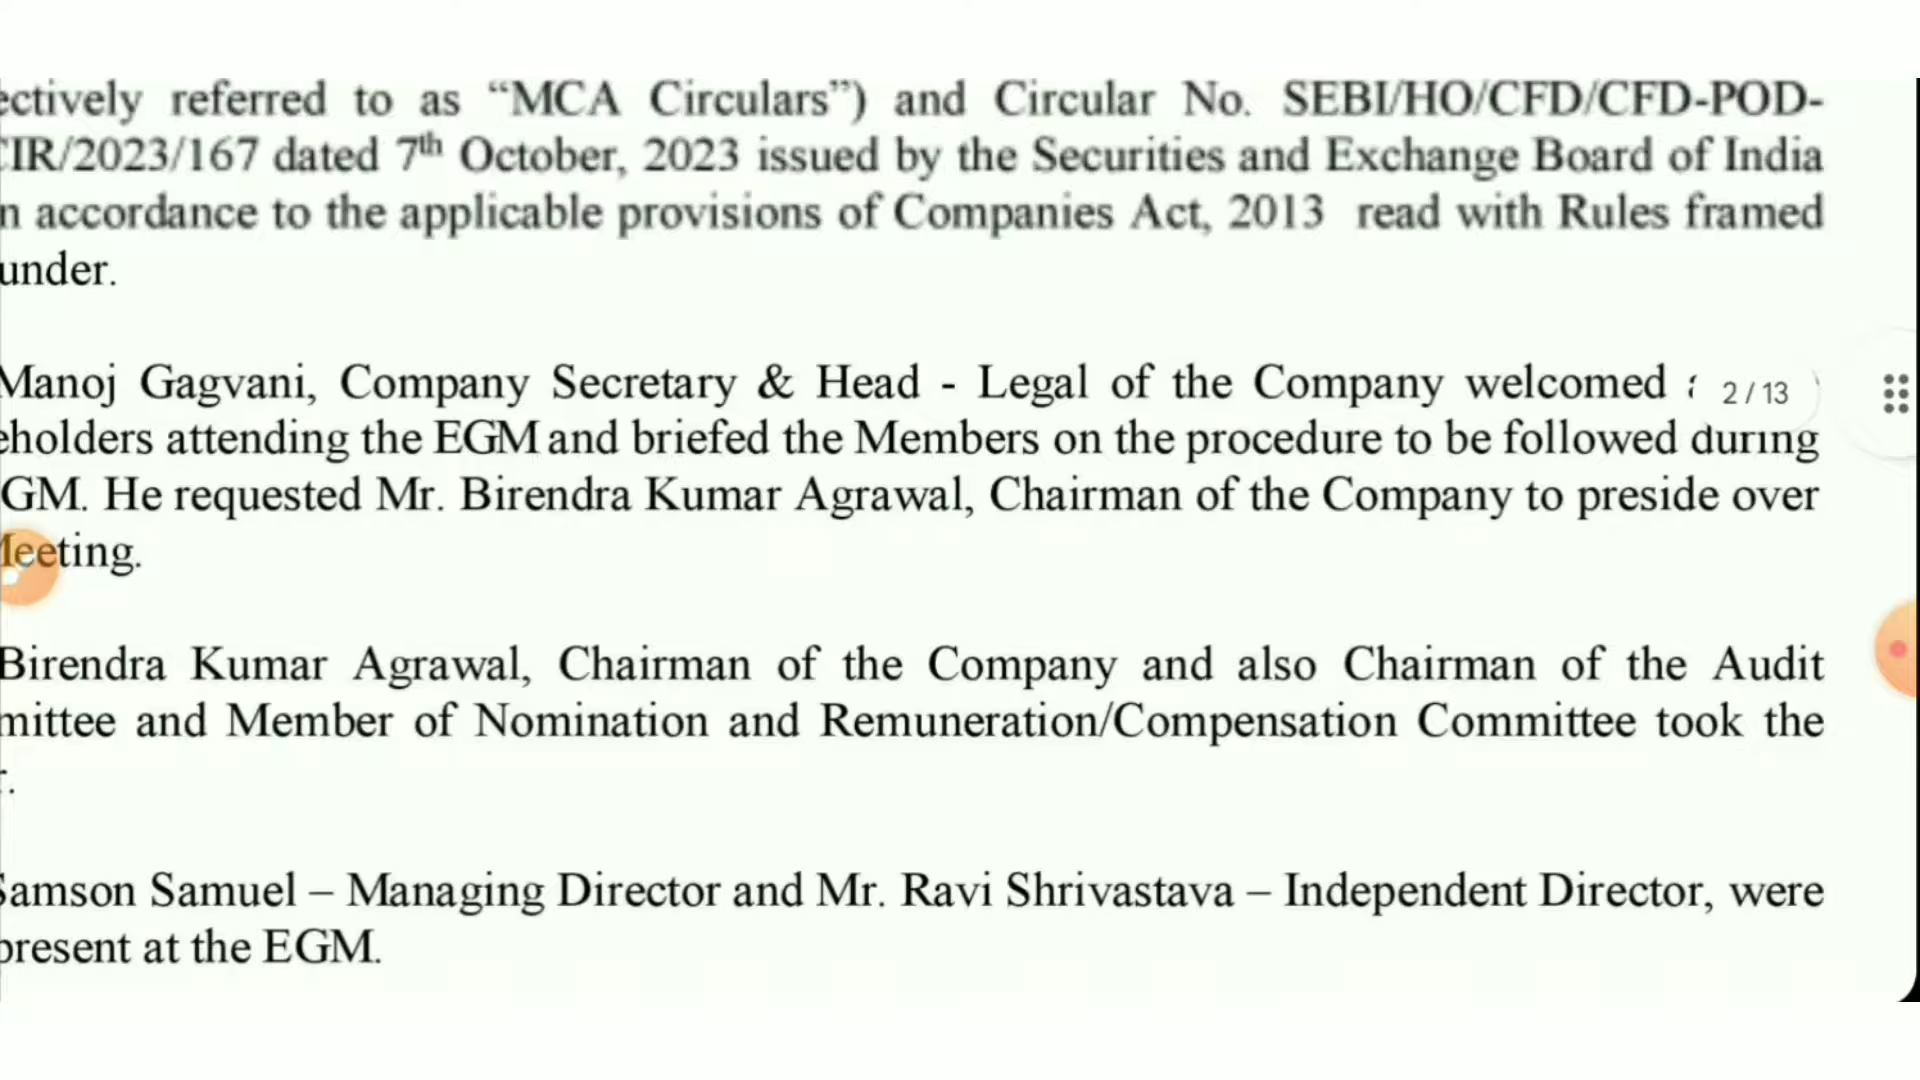 ectively referred to as “MCA Circulars”) and Circular No. SEBI/HO/CFD/CFD-POD-
IR/2023/167 dated 7th October, 2023 issued by the Securities and Exchange Board of India
n accordance to the applicable provisions of Companies Act, 2013 read with Rules framed
under.
Manoj Gagvani, Company Secretary & Head - Legal of the Company welcomed
2 / 13
eholders attending the EGM and briefed the Members on the procedure to be followed during
GM. He requested Mr. Birendra Kumar Agrawal, Chairman of the Company to preside over
eeting.
Birendra Kumar Agrawal, Chairman of the Company and also Chairman of the Audit
mittee and Member of Nomination and Remuneration/Compensation Committee took the
r.
Samson Samuel – Managing Director and Mr. Ravi Shrivastava – Independent Director, were
present at the EGM.